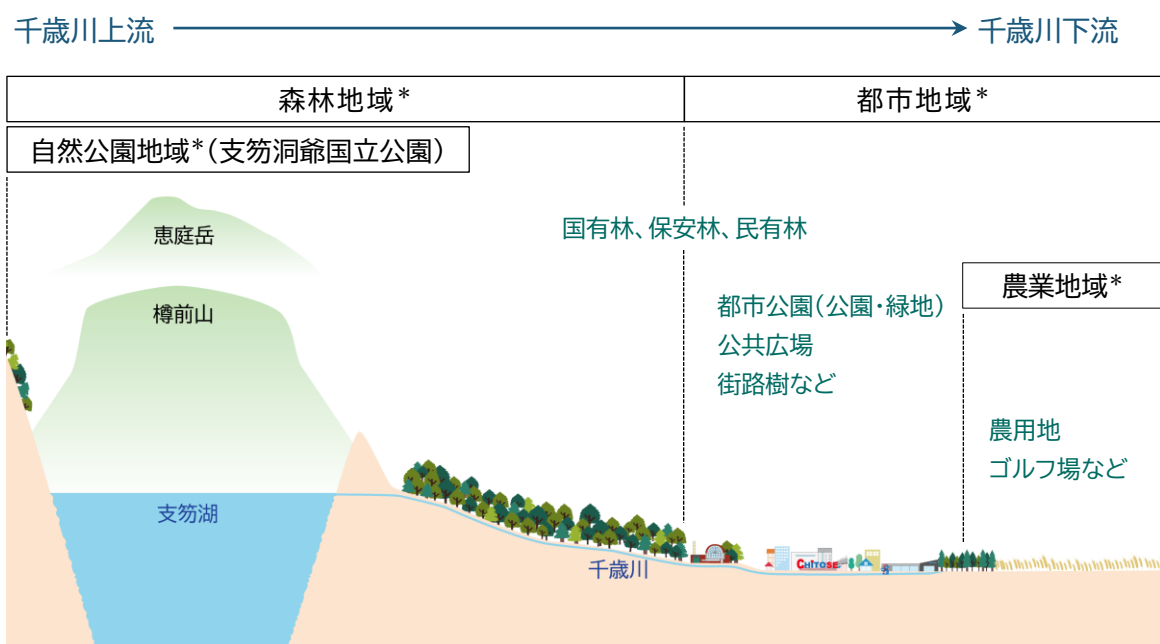 千歳川上流
千歳川下流
森林地域*
都市地域*
自然公園地域*(支笏洞爺国立公園)
恵庭岳
国有林、保安林、民有林
農業地域*
樽前山
都市公園(公園・緑地)
公共広場
街路樹など
農用地
ゴルフ場など
支笏湖
千歳川
CHITOSE